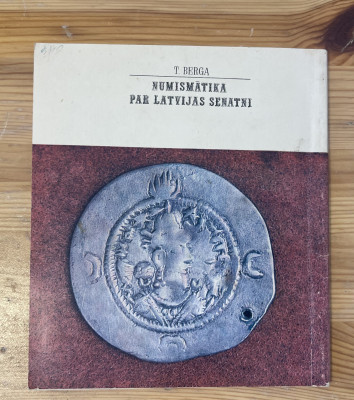 T. BERGA
NUMISMĀTIKA
PAR LATVIJAS SENATNI